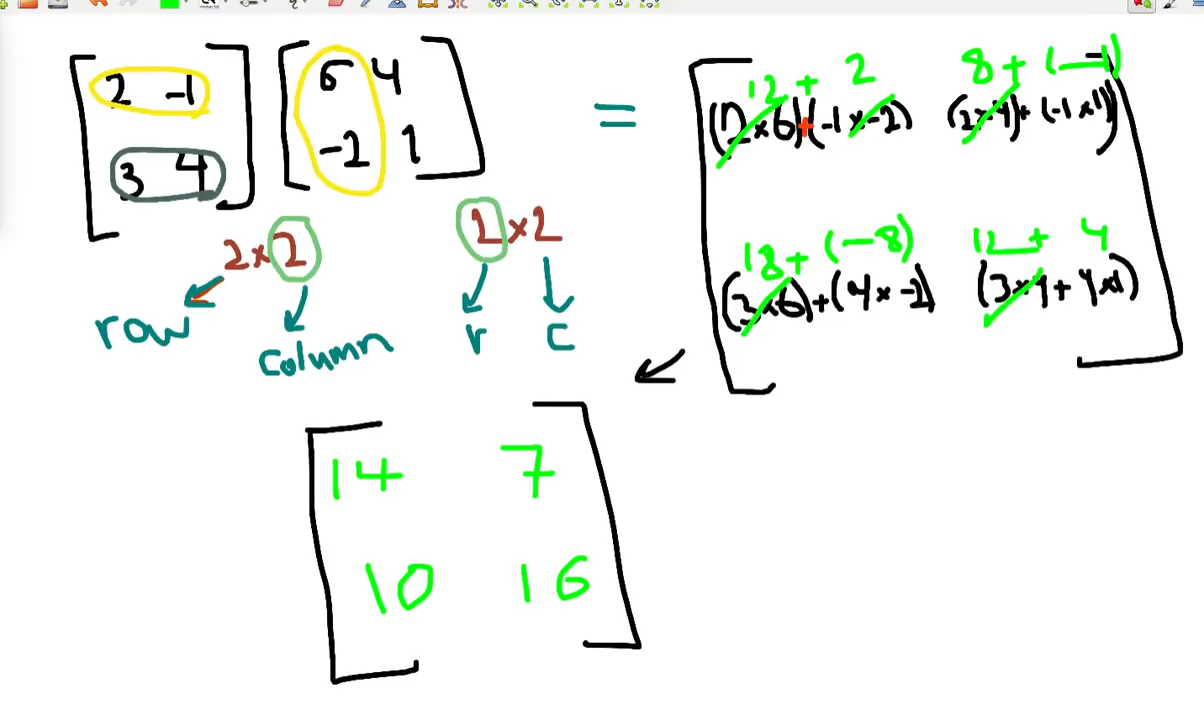 2 -1 6 4 = 12 + 2 8 + (-1)
(2×6)+(-1×-2) (2×4)+(-1×1)
3 4 -2 1
2×2 2×2 18 + (-8) 12 + 4
(3×6)+(4×-2) (3×4+4×1)
row column r c
14 7
10 16